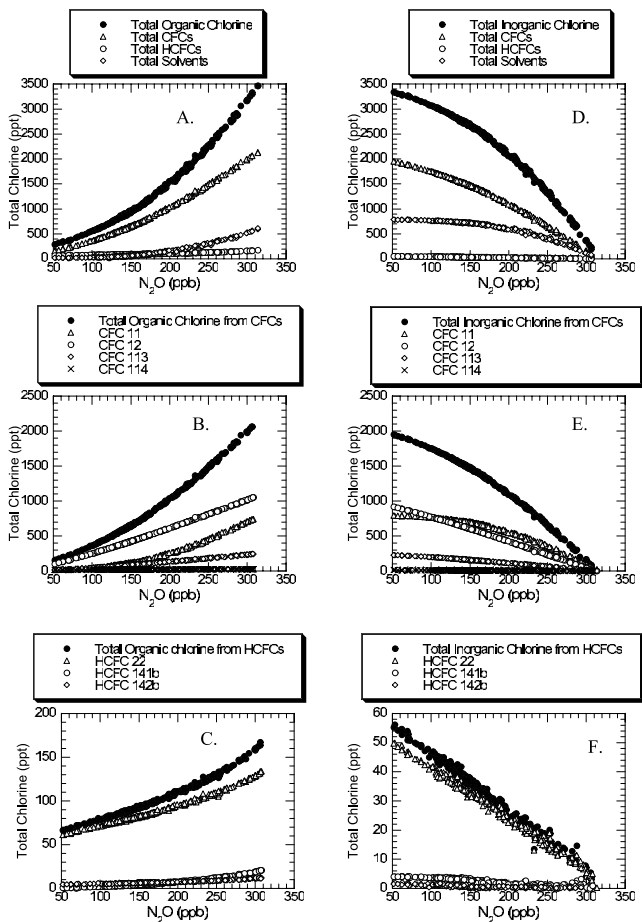 Total Organic Chlorine
Total CFCs
Total HCFCs
Total Solvents
A.
3500
3000
2500
2000
1500
1000
500
0
Total Chlorine (ppt)
50 100 150 200 250 300 350
N2O (ppb)
Total Inorganic Chlorine
Total CFCs
Total HCFCs
Total Solvents
D.
3500
3000
2500
2000
1500
1000
500
0
Total Chlorine (ppt)
50 100 150 200 250 300 350
N2O (ppb)
Total Organic Chlorine from CFCs
CFC 11
CFC 12
CFC 113
CFC 114
B.
2500
2000
1500
1000
500
0
Total Chlorine (ppt)
50 100 150 200 250 300 350
N2O (ppb)
Total Inorganic Chlorine from CFCs
CFC 11
CFC 12
CFC 113
CFC 114
E.
2500
2000
1500
1000
500
0
Total Chlorine (ppt)
50 100 150 200 250 300 350
N2O (ppb)
Total Organic chlorine from HCFCs
HCFC 22
HCFC 141b
HCFC 142b
C.
200
150
100
50
0
Total Chlorine (ppt)
50 100 150 200 250 300 350
N2O (ppb)
Total Inorganic Chlorine from HCFCs
HCFC 22
HCFC 141b
HCFC 142b
F.
60
50
40
30
20
10
0
Total Chlorine (ppt)
50 100 150 200 250 300 350
N2O (ppb)